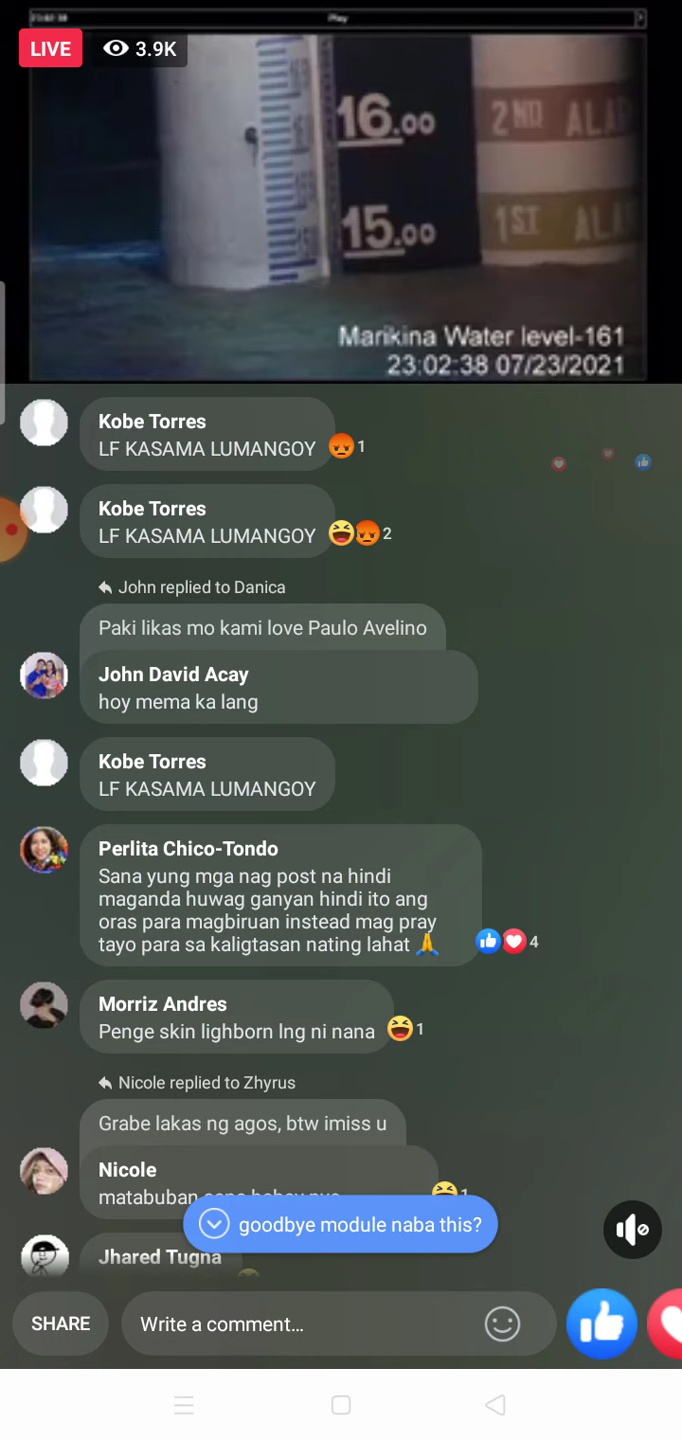 23:02:38
Play
LIVE
3.9K
16.00
2ND
15.00
1ST
Marikina Water level-161
23:02:38 07/23/2021
Kobe Torres
LF KASAMA LUMANGOY
1
Kobe Torres
LF KASAMA LUMANGOY
2
John replied to Danica
Paki likas mo kami love Paulo Avelino
John David Acay
hoy mema ka lang
Kobe Torres
LF KASAMA LUMANGOY
Perlita Chico-Tondo
Sana yung mga nag post na hindi
maganda huwag ganyan hindi ito ang
oras para magbiruan instead mag pray
tayo para sa kaligtasan nating lahat 🙏
4
Morriz Andres
Penge skin lighborn lng ni nana
1
Nicole replied to Zhyrus
Grabe lakas ng agos, btw imiss u
Nicole
matabuban
1
goodbye module naba this?
Jhared Tugna
SHARE
Write a comment...